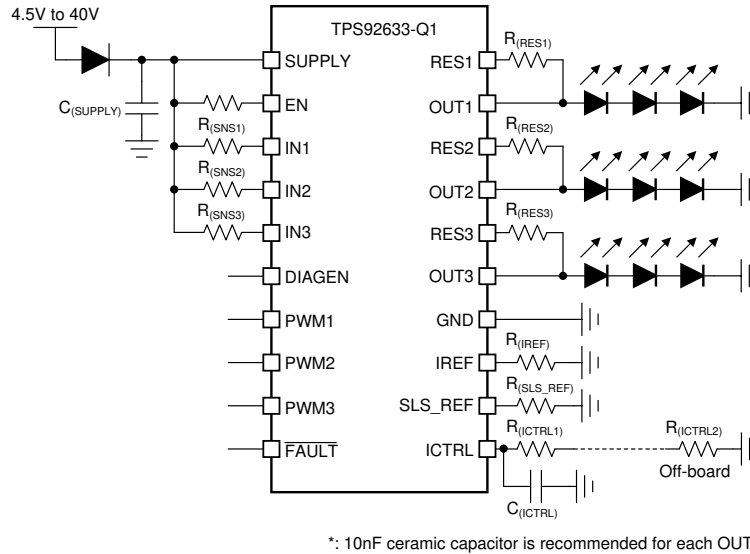 4.5V to 40V
TPS92633-Q1
C(SUPPLY)
SUPPLY
EN
R(SNS1)
IN1
R(SNS2)
IN2
R(SNS3)
IN3
DIAGEN
PWM1
PWM2
PWM3
FAULT
RES1
R(RES1)
OUT1
RES2
R(RES2)
OUT2
RES3
R(RES3)
OUT3
GND
IREF
R(IREF)
SLS_REF
R(SLS_REF)
ICTRL
R(ICTRL1)
R(ICTRL2)
Off-board
C(ICTRL)
*: 10nF ceramic capacitor is recommended for each OUT